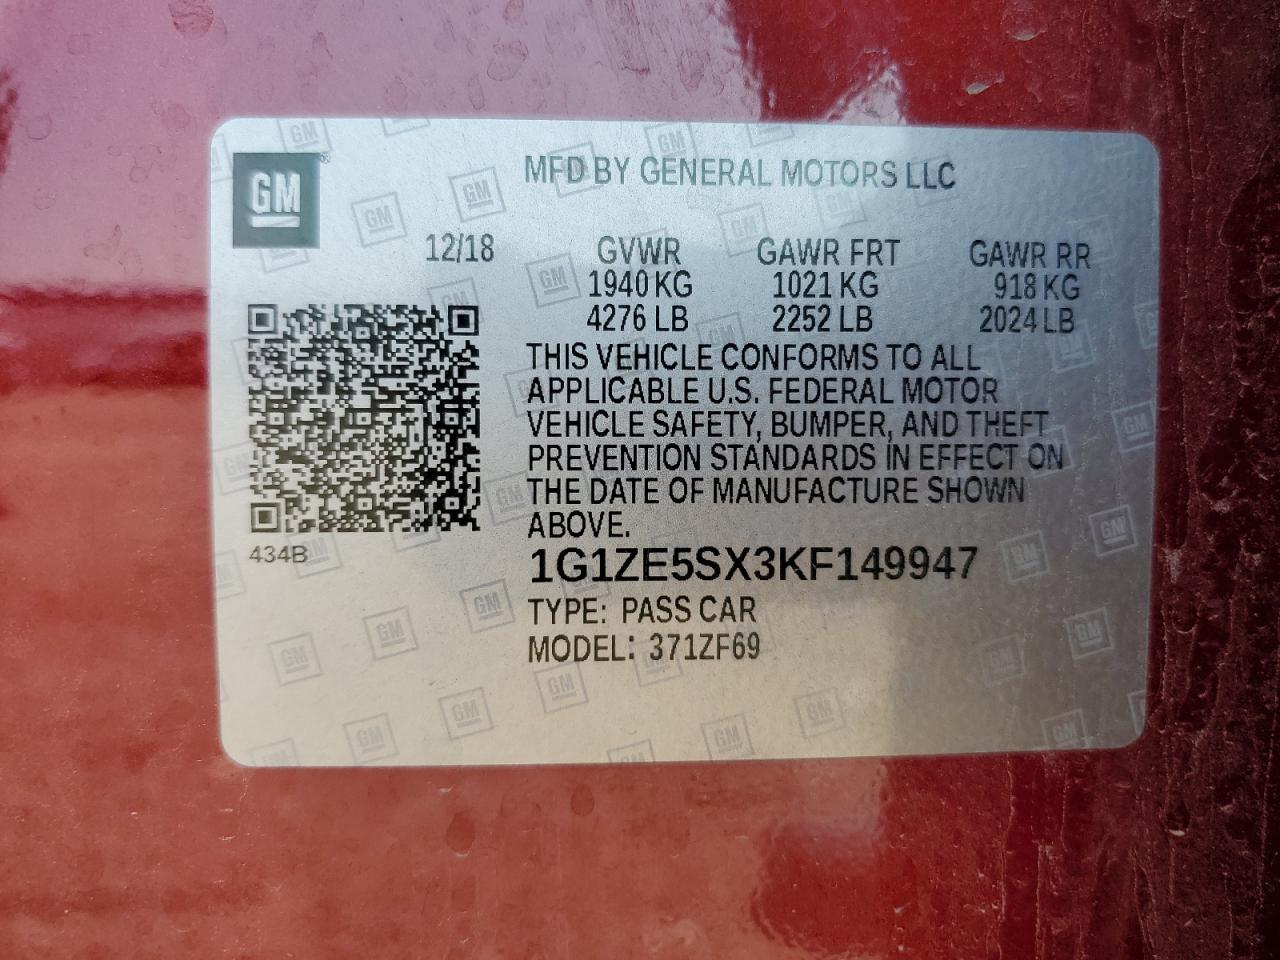 GM
MFD BY GENERAL MOTORS LLC
12/18
GVWR GAWR FRT GAWR RR
1940 KG 1021 KG 918 KG
4276 LB 2252 LB 2024 LB
THIS VEHICLE CONFORMS TO ALL
APPLICABLE U.S. FEDERAL MOTOR
VEHICLE SAFETY, BUMPER, AND THEFT
PREVENTION STANDARDS IN EFFECT ON
THE DATE OF MANUFACTURE SHOWN
ABOVE.
434B
1G1ZE5SX3KF149947
TYPE: PASS CAR
MODEL: 371ZF69